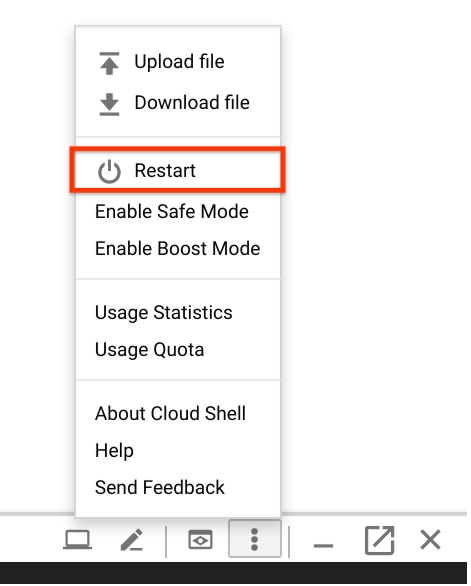 Upload file
Download file
Restart
Enable Safe Mode
Enable Boost Mode
Usage Statistics
Usage Quota
About Cloud Shell
Help
Send Feedback